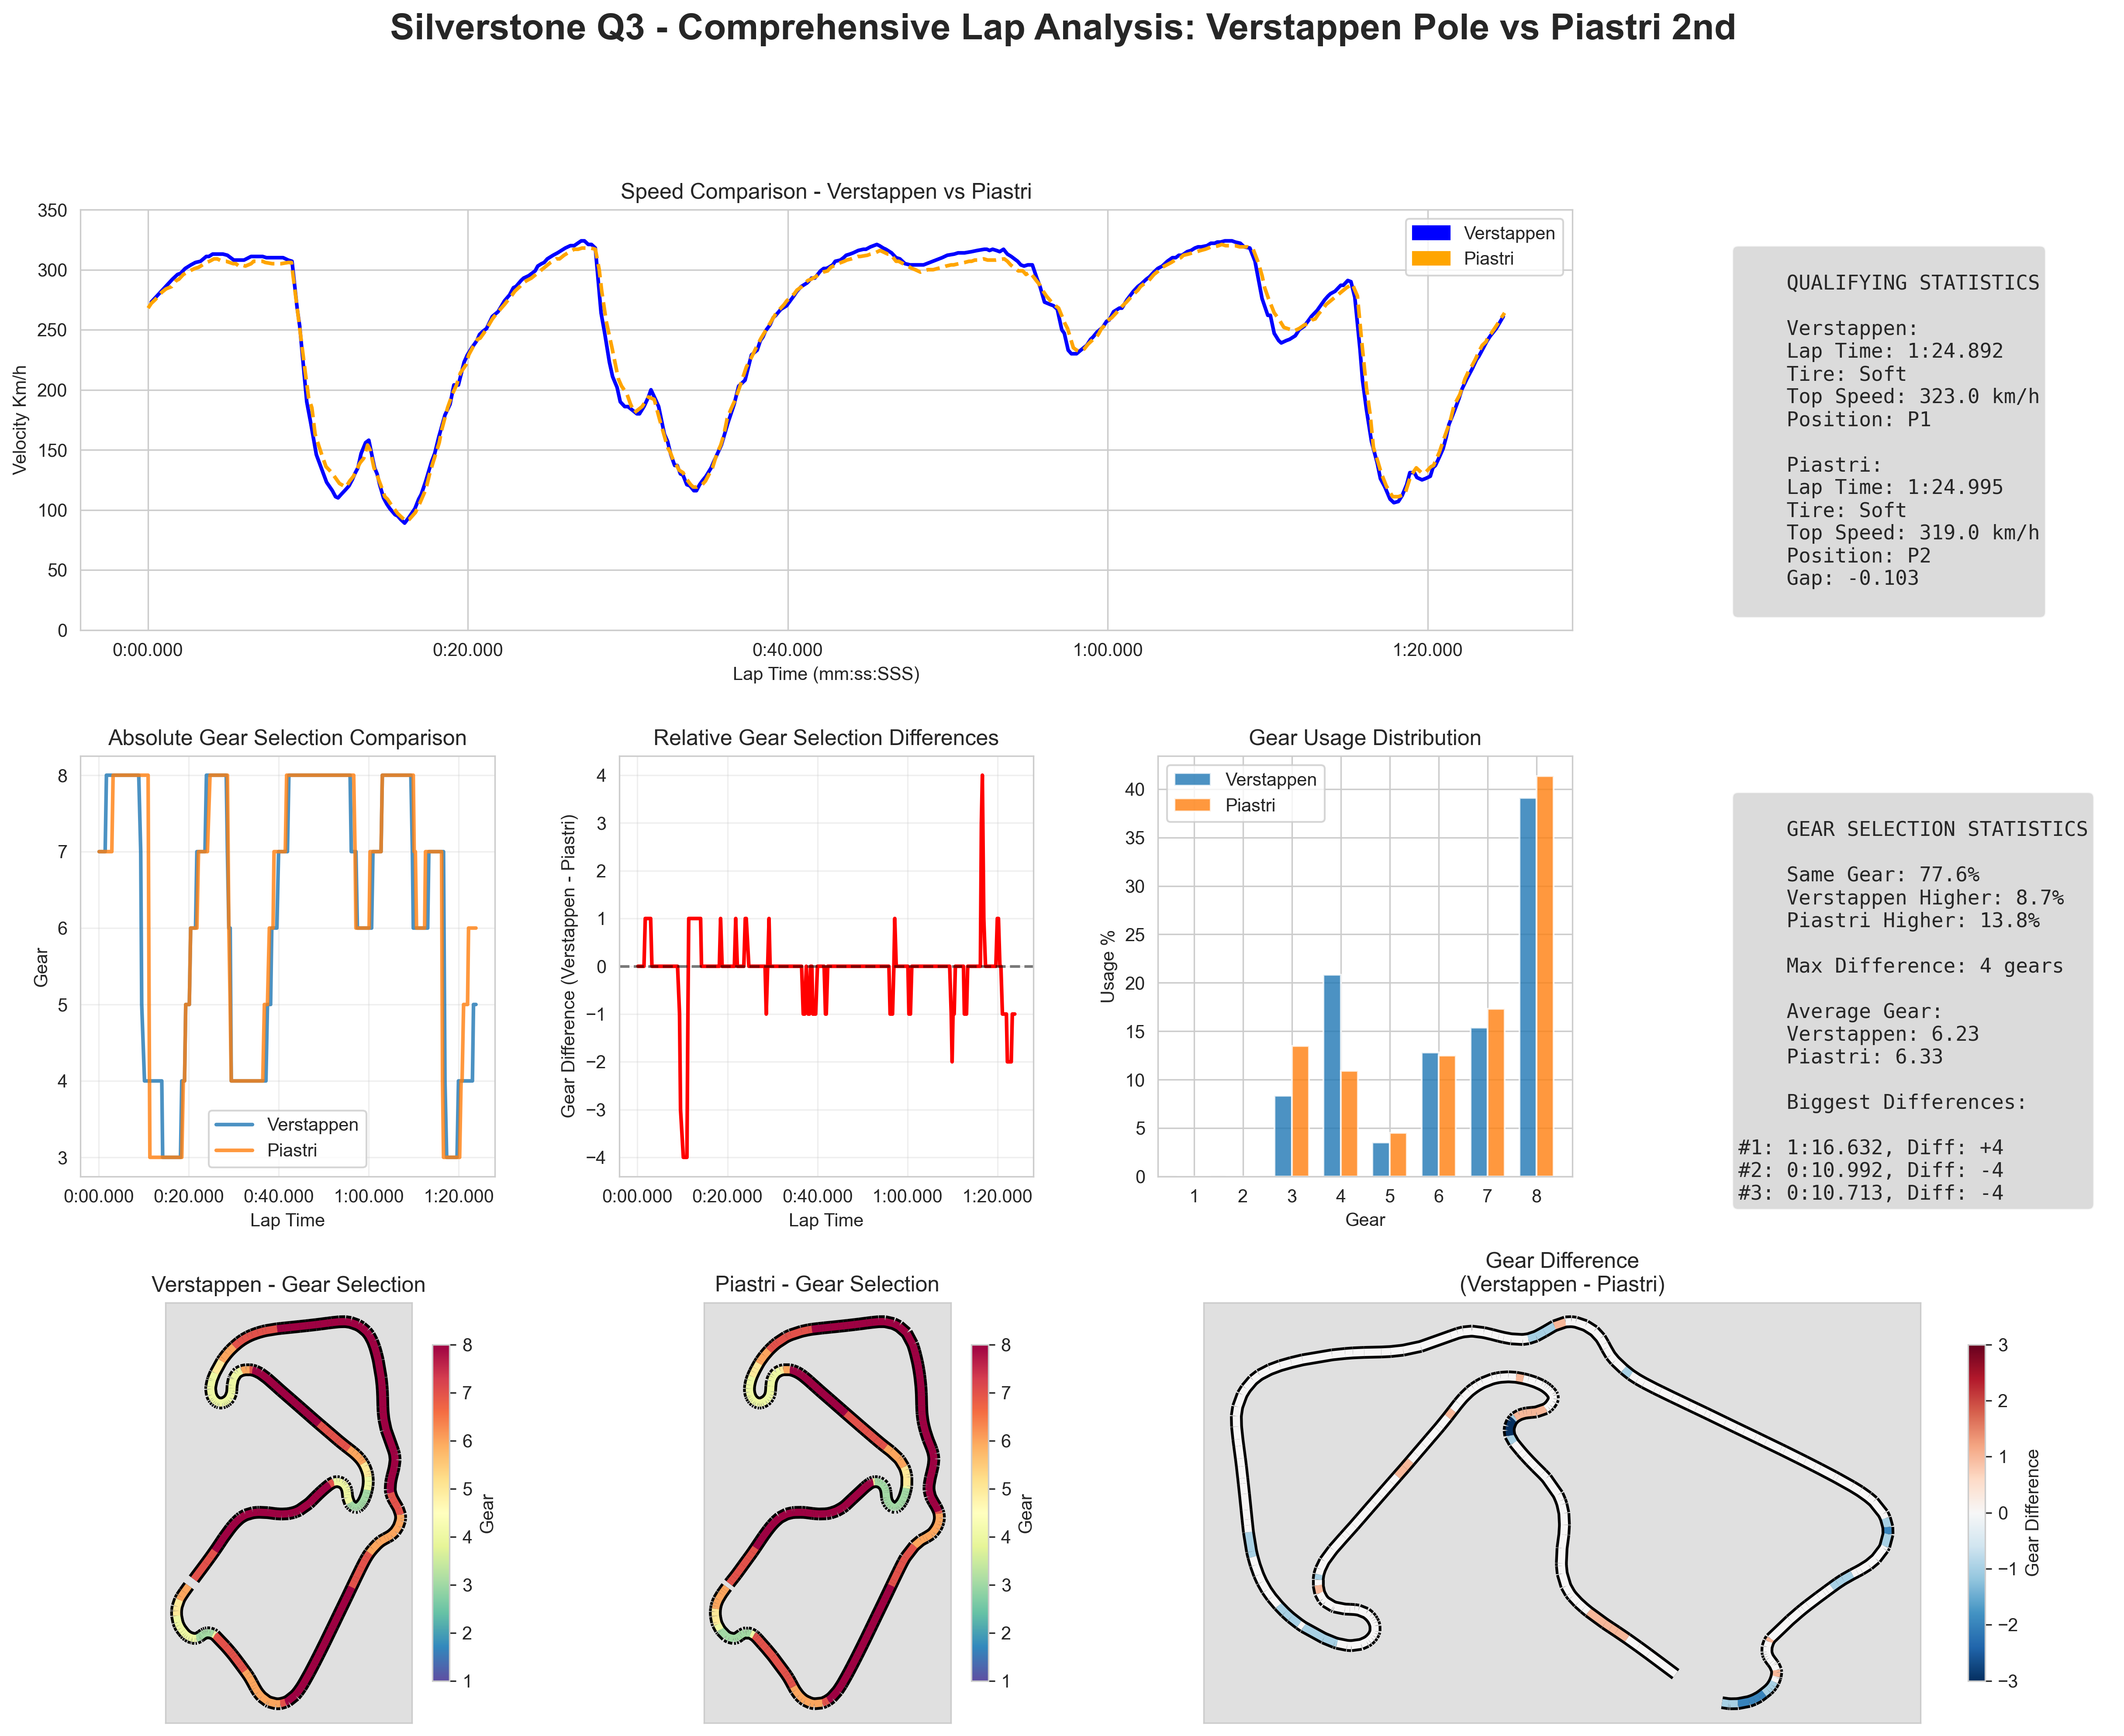 Silverstone Q3 - Comprehensive Lap Analysis: Verstappen Pole vs Piastri 2nd
Speed Comparison - Verstappen vs Piastri
Velocity Km/h
350
300
250
200
150
100
50
0
0:00.000
0:20.000
0:40.000
1:00.000
1:20.000
Lap Time (mm:ss:SSS)
Verstappen
Piastri
QUALIFYING STATISTICS
Verstappen:
Lap Time: 1:24.892
Tire: Soft
Top Speed: 323.0 km/h
Position: P1
Piastri:
Lap Time: 1:24.995
Tire: Soft
Top Speed: 319.0 km/h
Position: P2
Gap: -0.103
Absolute Gear Selection Comparison
Gear
8
7
6
5
4
3
0:00.000
0:20.000
0:40.000
1:00.000
1:20.000
Lap Time
Verstappen
Piastri
Relative Gear Selection Differences
Gear Difference (Verstappen - Piastri)
4
3
2
1
0
−1
−2
−3
−4
0:00.000
0:20.000
0:40.000
1:00.000
1:20.000
Lap Time
Gear Usage Distribution
Verstappen
Piastri
Usage %
40
35
30
25
20
15
10
5
0
1
2
3
4
5
6
7
8
Gear
GEAR SELECTION STATISTICS
Same Gear: 77.6%
Verstappen Higher: 8.7%
Piastri Higher: 13.8%
Max Difference: 4 gears
Average Gear:
Verstappen: 6.23
Piastri: 6.33
Biggest Differences:
#1: 1:16.632, Diff: +4
#2: 0:10.992, Diff: -4
#3: 0:10.713, Diff: -4
Verstappen - Gear Selection
8
7
6
5
4
3
2
1
Gear
Piastri - Gear Selection
8
7
6
5
4
3
2
1
Gear
Gear Difference
(Verstappen - Piastri)
3
2
1
0
−1
−2
−3
Gear Difference